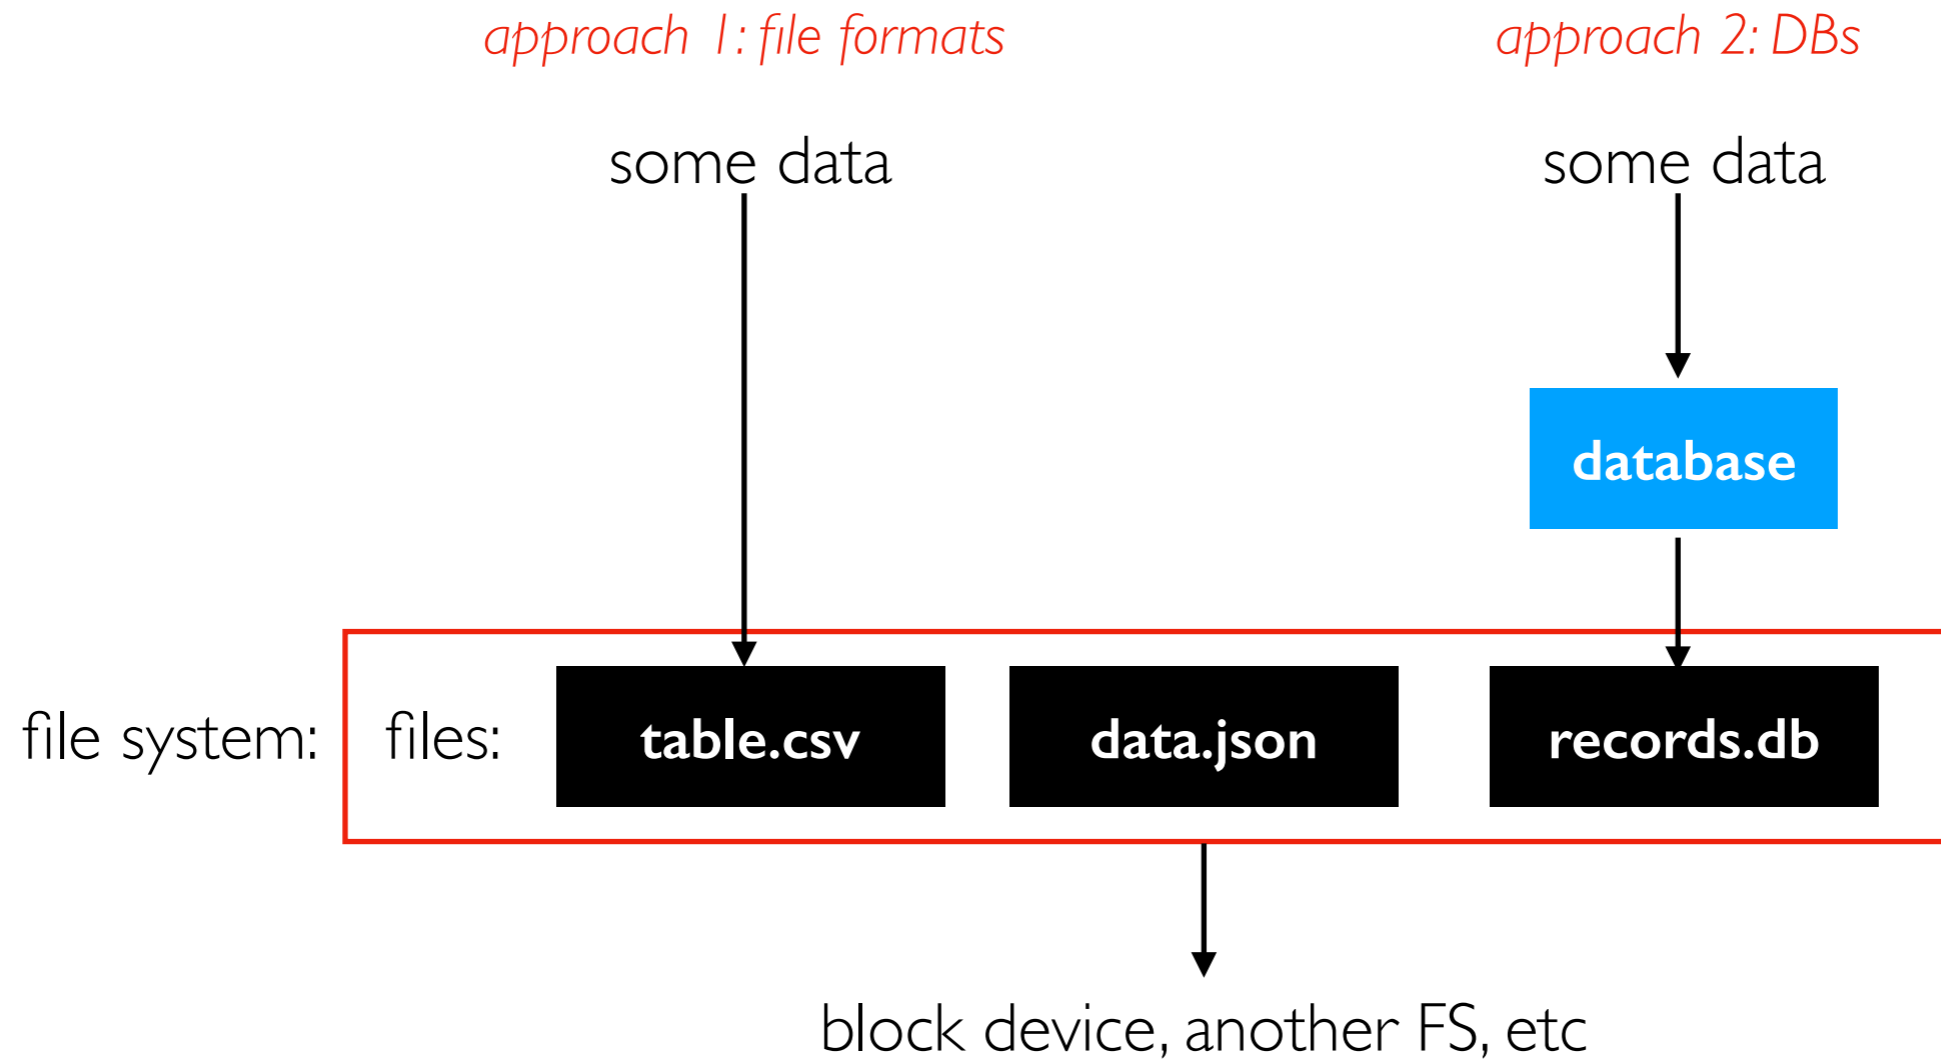 approach 1: file formats
approach 2: DBs
some data
some data
database
file system:
files:
table.csv
data.json
records.db
block device, another FS, etc